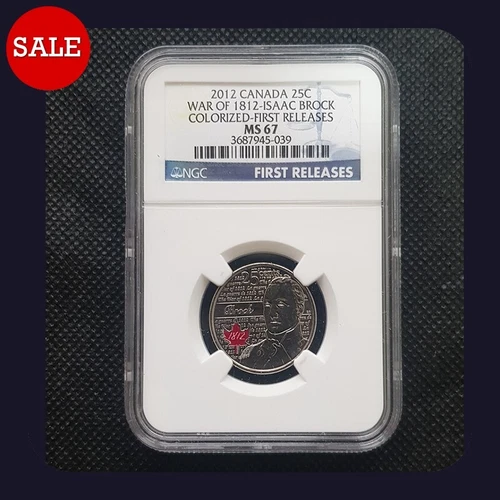 SALE
2012 CANADA 25C
WAR OF 1812-ISAAC BROCK
COLORIZED-FIRST RELEASES
MS 67
3687945-039
NGC
FIRST RELEASES
Brock
1812